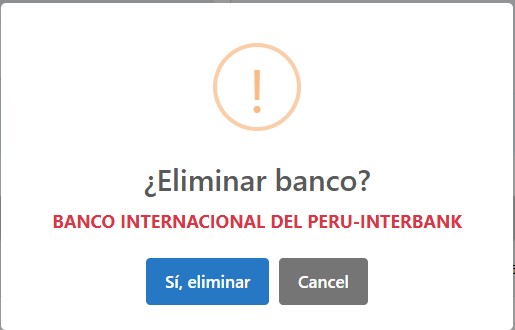 !
¿Eliminar banco?
BANCO INTERNACIONAL DEL PERU-INTERBANK
Sí, eliminar
Cancel